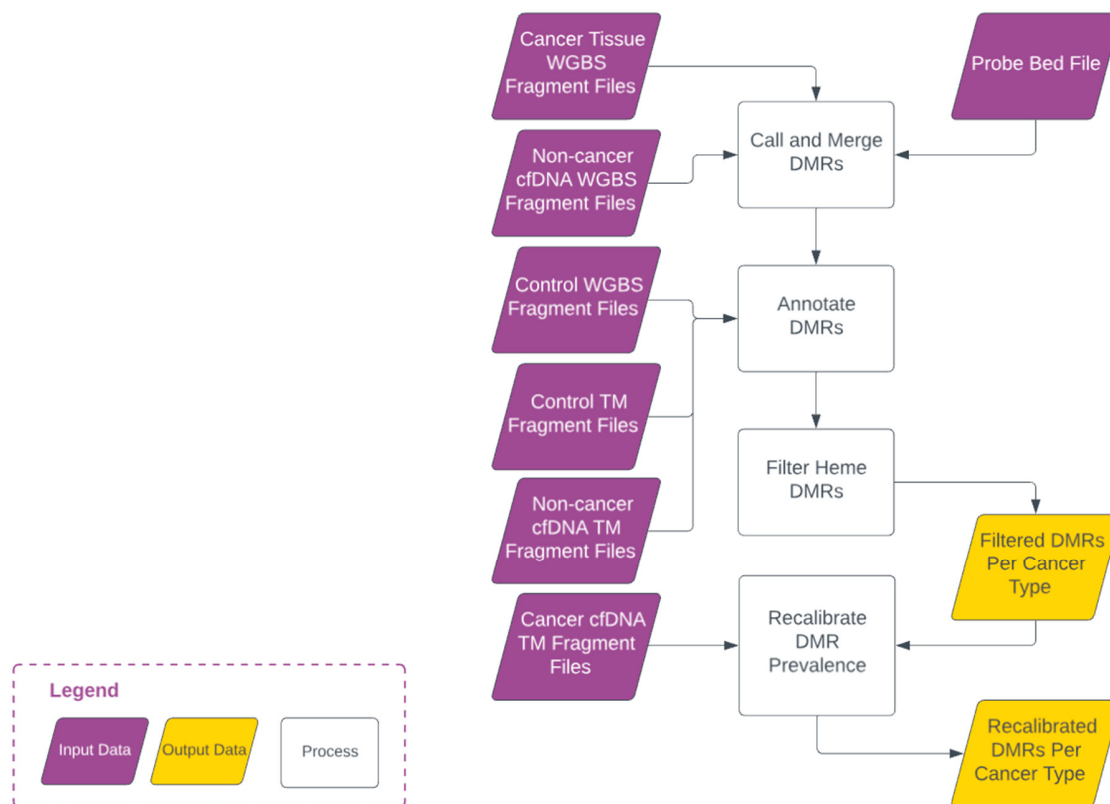 Cancer Tissue
WGBS
Fragment Files
Probe Bed File
Call and Merge
DMRs
Non-cancer
cfDNA WGBS
Fragment Files
Control WGBS
Fragment Files
Annotate
DMRs
Control TM
Fragment Files
Filter Heme
DMRs
Non-cancer
cfDNA TM
Fragment Files
Filtered DMRs
Per Cancer
Type
Cancer cfDNA
TM Fragment
Files
Recalibrate
DMR
Prevalence
Recalibrated
DMRs Per
Cancer Type
Legend
Input Data
Output Data
Process